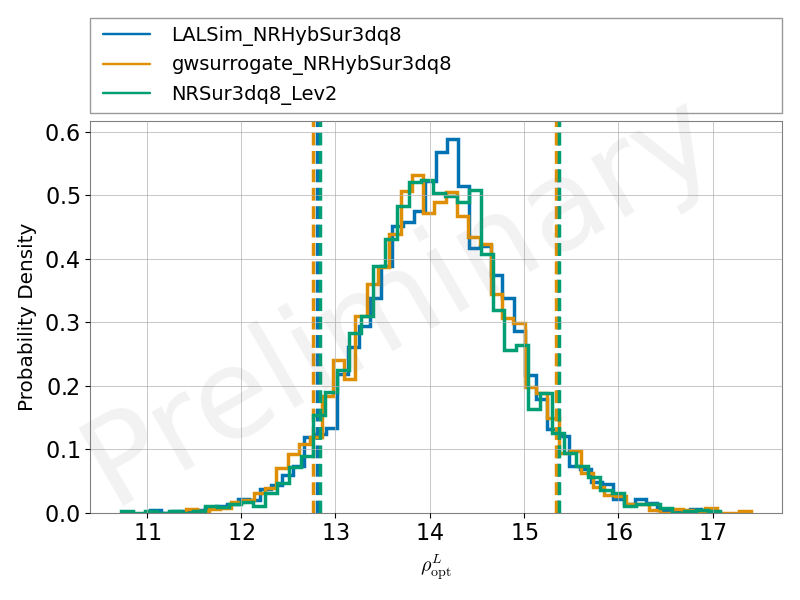 LALSim_NRHybSur3dq8
gwsurrogate_NRHybSur3dq8
NRSur3dq8_Lev2
0.6
0.5
0.4
0.3
0.2
0.1
0.0
Probability Density
Preliminary
11 12 13 14 15 16 17
ρ^L_opt